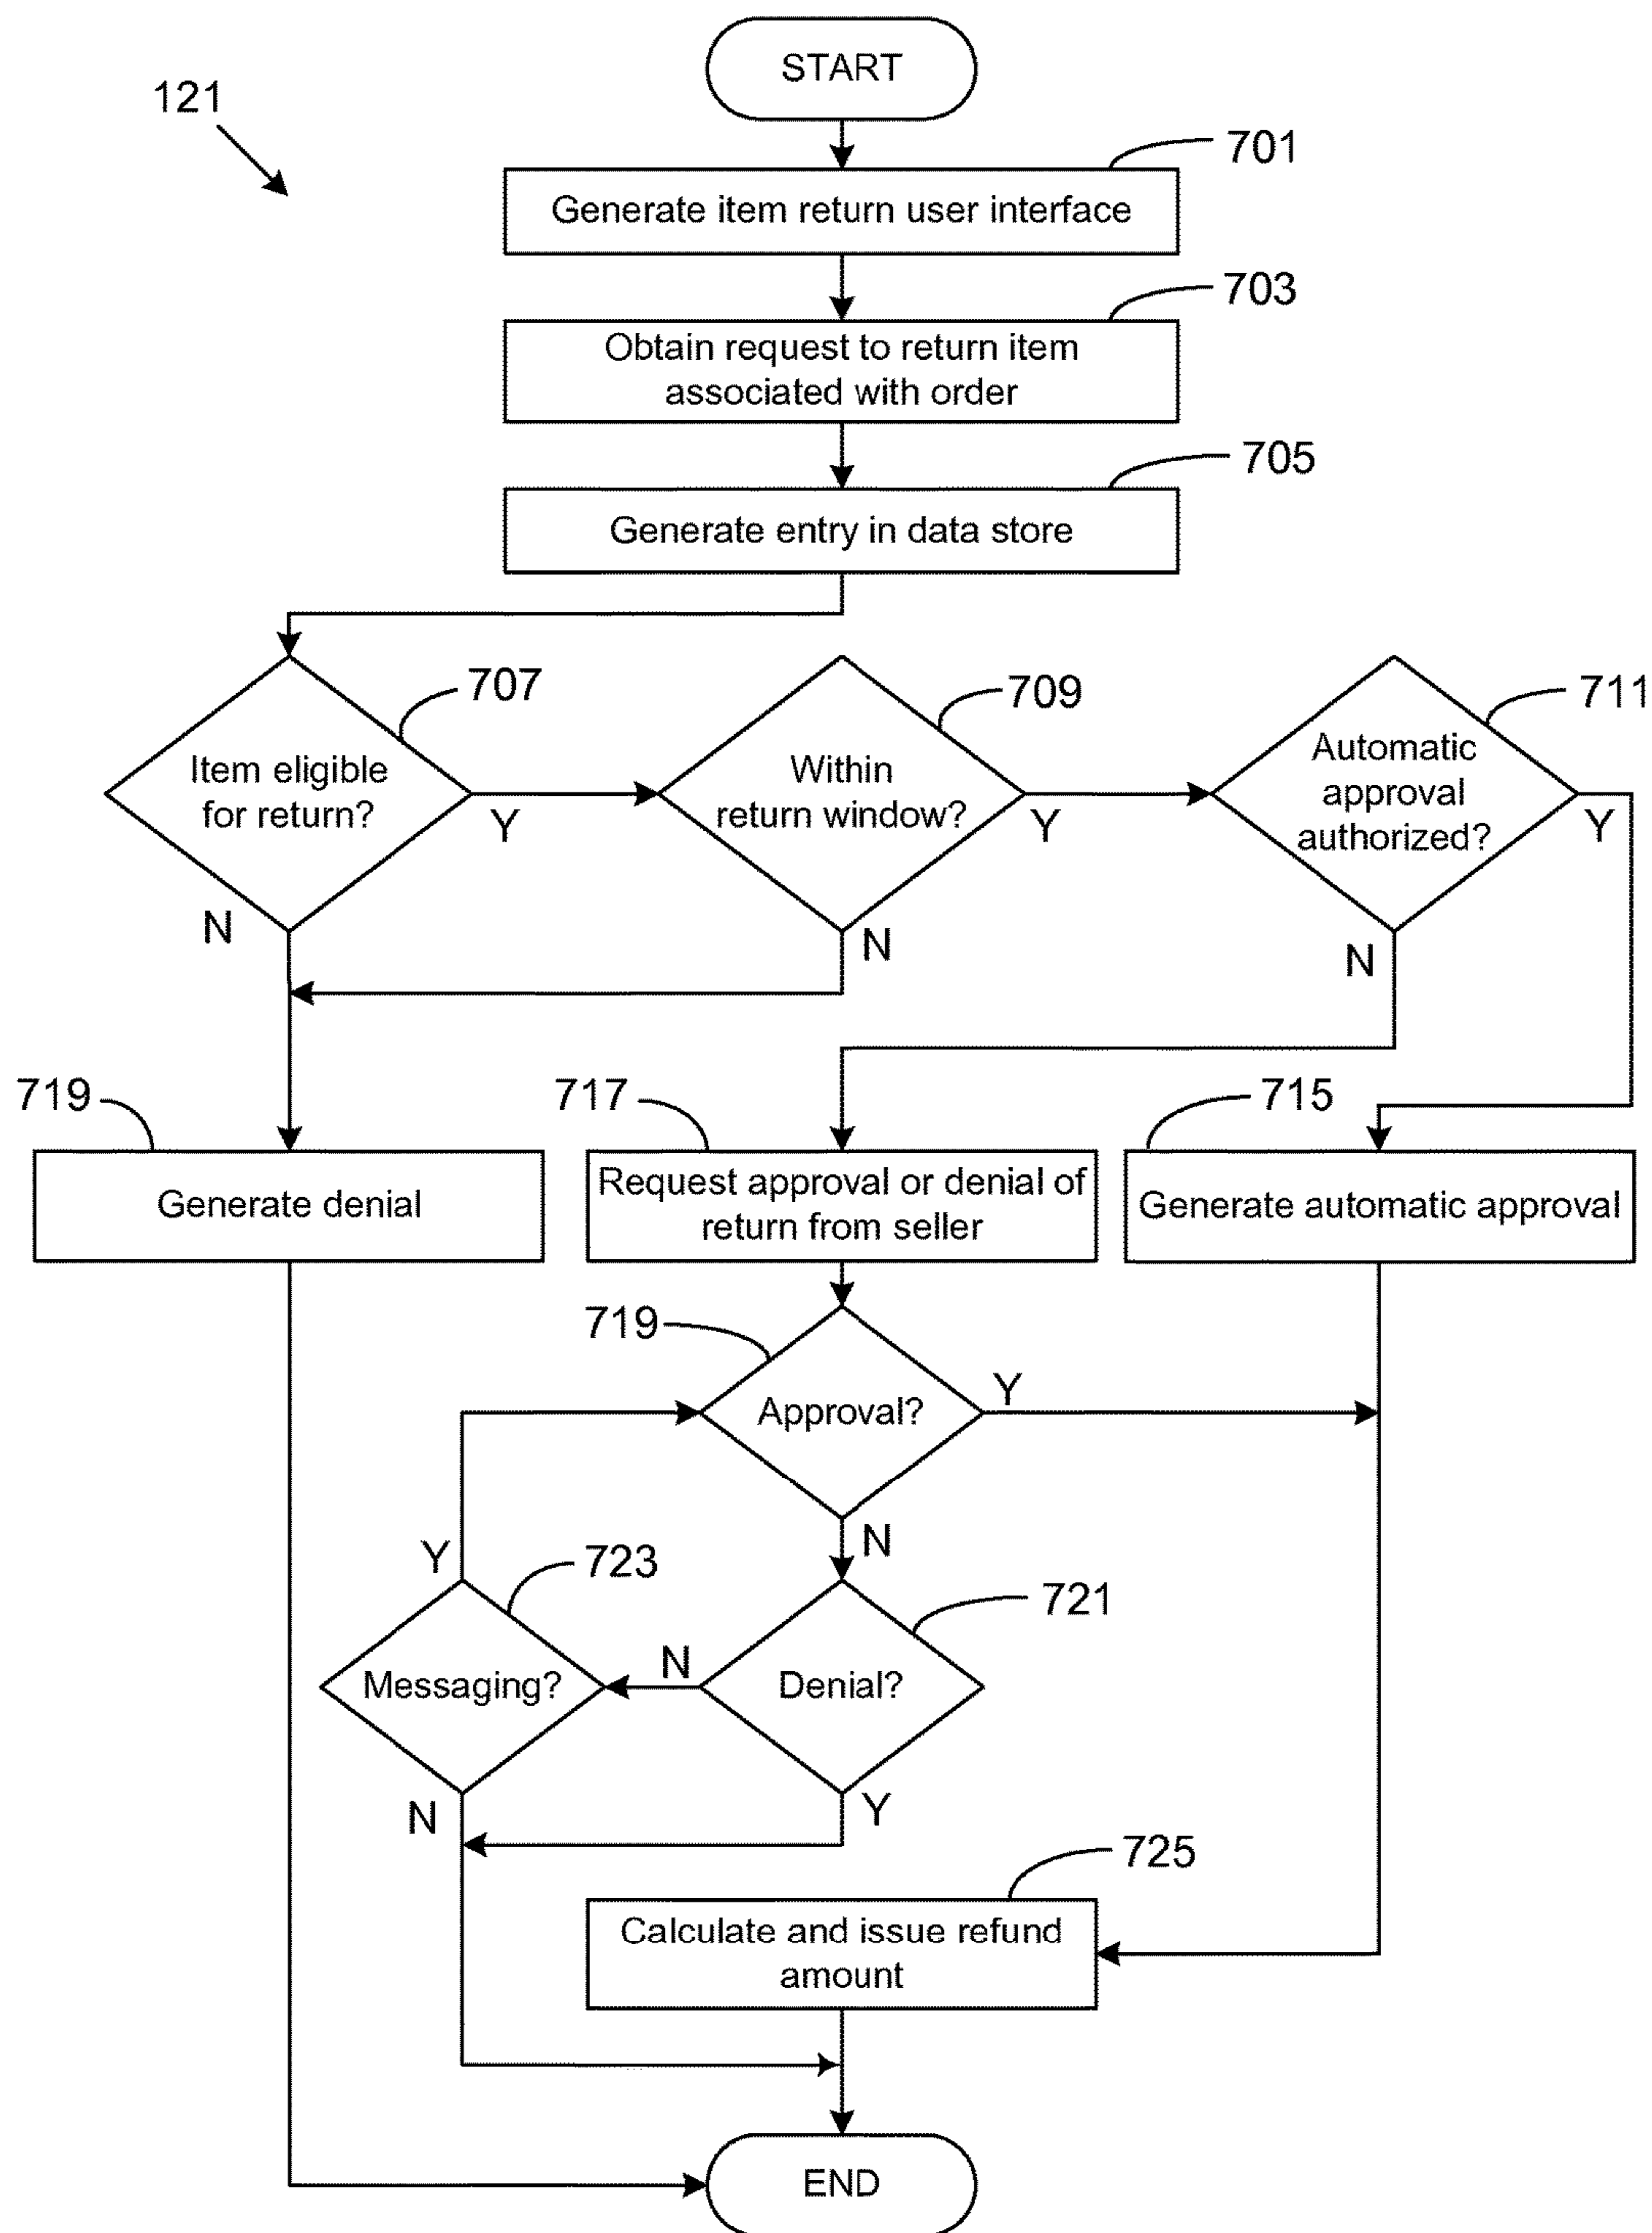 START
121
701
Generate item return user interface
703
Obtain request to return item
associated with order
705
Generate entry in data store
707
Item eligible
for return?
Y
N
709
Within
return window?
Y
N
711
Automatic
approval
authorized?
Y
N
719
Generate denial
717
Request approval or denial of
return from seller
715
Generate automatic approval
719
Approval?
Y
N
723
Messaging?
Y
N
721
Denial?
N
Y
725
Calculate and issue refund
amount
END